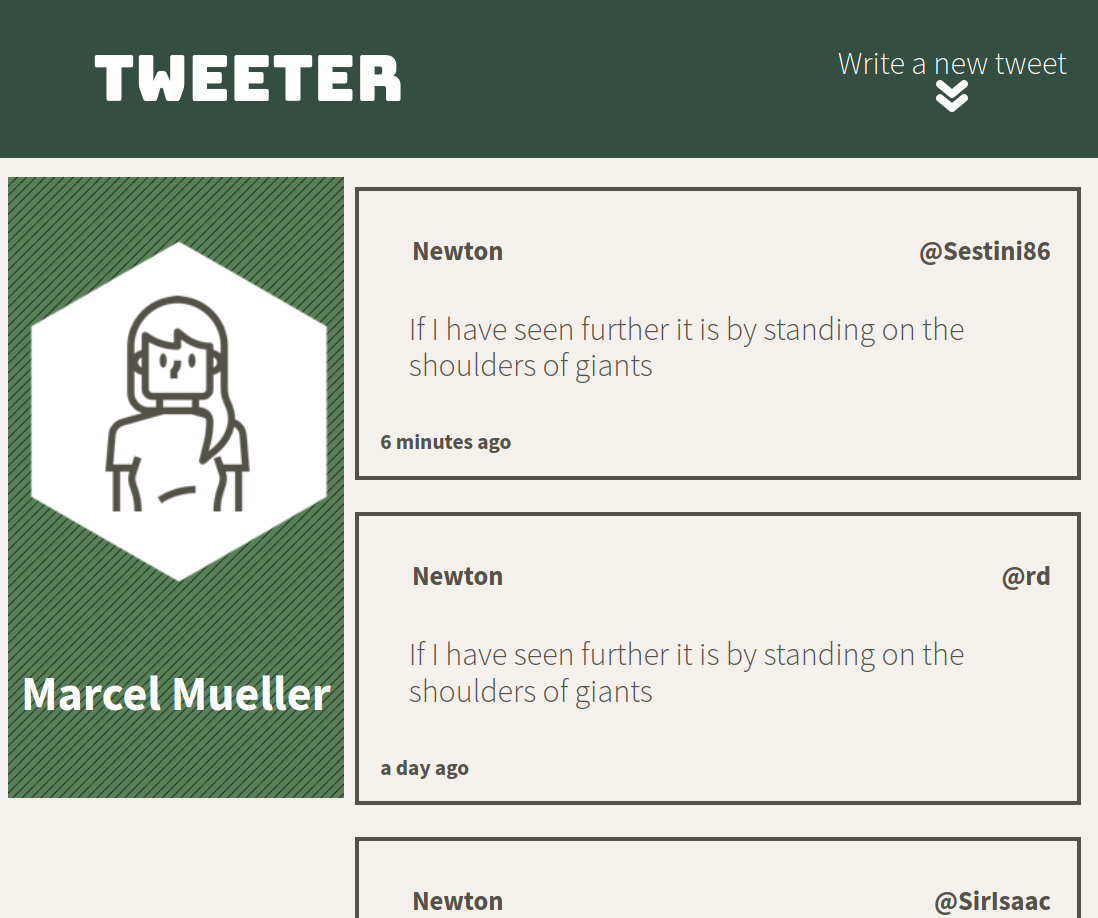 TWEETER
Write a new tweet
Marcel Mueller
Newton
@Sestini86
If I have seen further it is by standing on the
shoulders of giants
6 minutes ago
Newton
@rd
If I have seen further it is by standing on the
shoulders of giants
a day ago
Newton
@SirIsaac